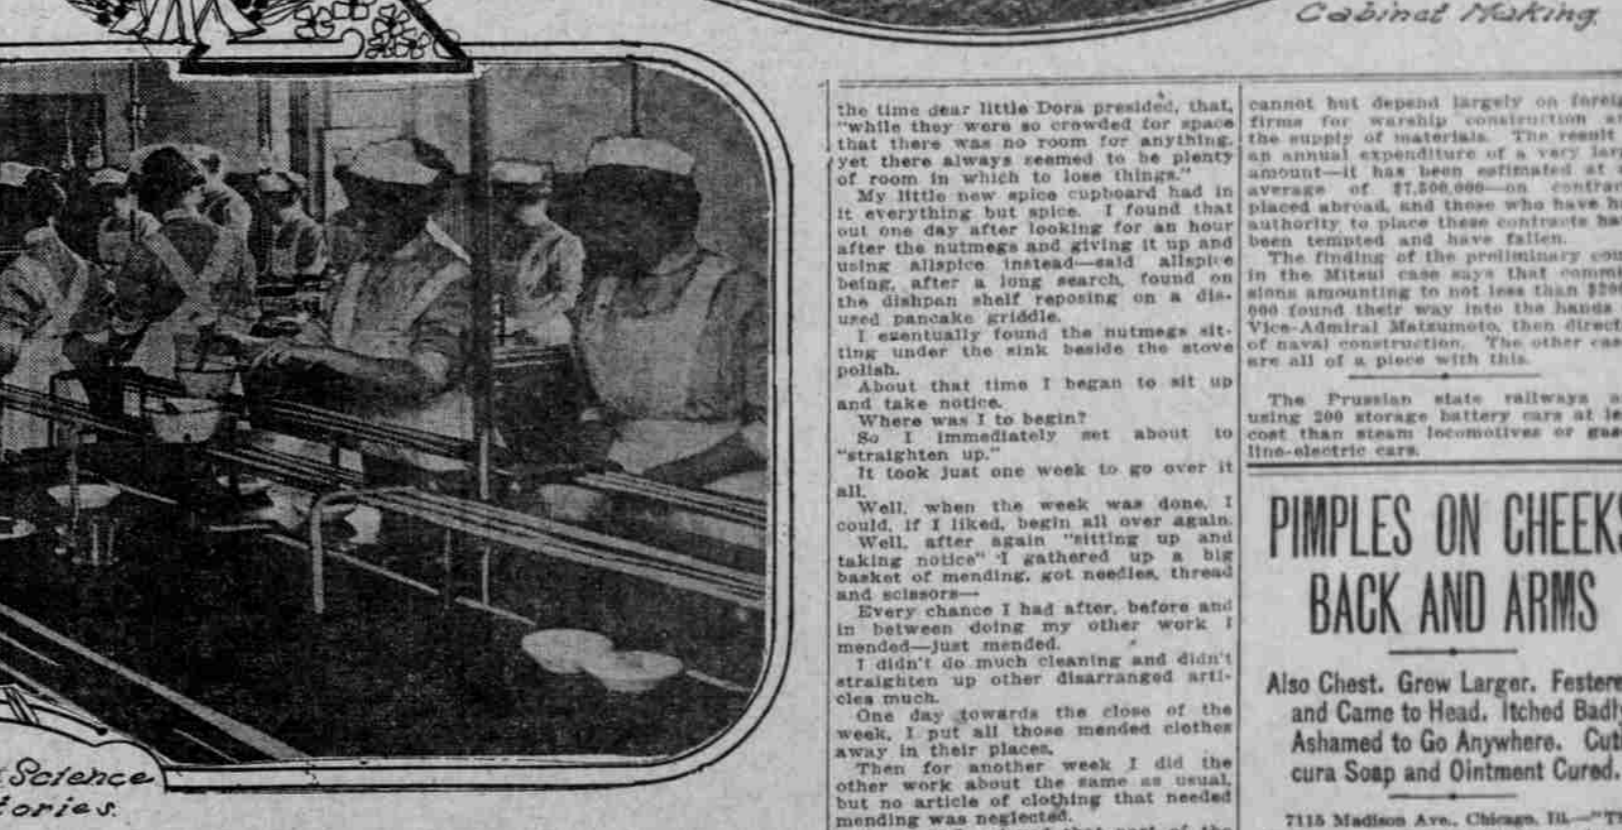 Cabinet Making.
Science
tories.
the time dear little Dora presided, that,
"while they were so crowded for space
that there was no room for anything,
yet there always seemed to be plenty
of room in which to lose things."
My little new spice cupboard had in
it everything but spice. I found that
out one day after looking for an hour
after the nutmegs and giving it up and
using allspice instead—said allspice
being, after a long search, found on
the dishpan shelf reposing on a dis-
used pancake griddle.
I eventually found the nutmegs sit-
ting under the sink beside the stove
polish.
About that time I began to sit up
and take notice.
Where was I to begin?
So I immediately set about to
"straighten up."
It took just one week to go over it
all.
Well, when the week was done, I
could, if I liked, begin all over again.
Well, after again "sitting up and
taking notice" I gathered up a big
basket of mending, got needles, thread
and scissors—
Every chance I had after, before and
in between doing my other work I
mended—just mended.
I didn't do much cleaning and didn't
straighten up other disarranged arti-
cles much.
One day towards the close of the
week, I put all those mended clothes
away in their places.
Then for another week I did the
other work about the same as usual,
but no article of clothing that needed
mending was neglected.
cannot but depend largely on forei
firms for warship construction a
the supply of materials. The result
an annual expenditure of a very lar
amount—it has been estimated at
average of $7,500,000—on contra
placed abroad, and those who have h
authority to place these contracts ha
been tempted and have fallen.
The finding of the preliminary cou
in the Mitsui case says that comm
sions amounting to not less than $200
000 found their way into the hands
Vice-Admiral Matsumoto, then direct
of naval construction. The other cas
are all of a piece with this.
The Prussian state railways a
using 200 storage battery cars at le
cost than steam locomotives or gas
line-electric cars.
PIMPLES ON CHEEKS
BACK AND ARMS
Also Chest. Grew Larger. Festere
and Came to Head. Itched Badly
Ashamed to Go Anywhere. Cuti
cura Soap and Ointment Cured.
7115 Madison Ave., Chicago, Ill.—"T